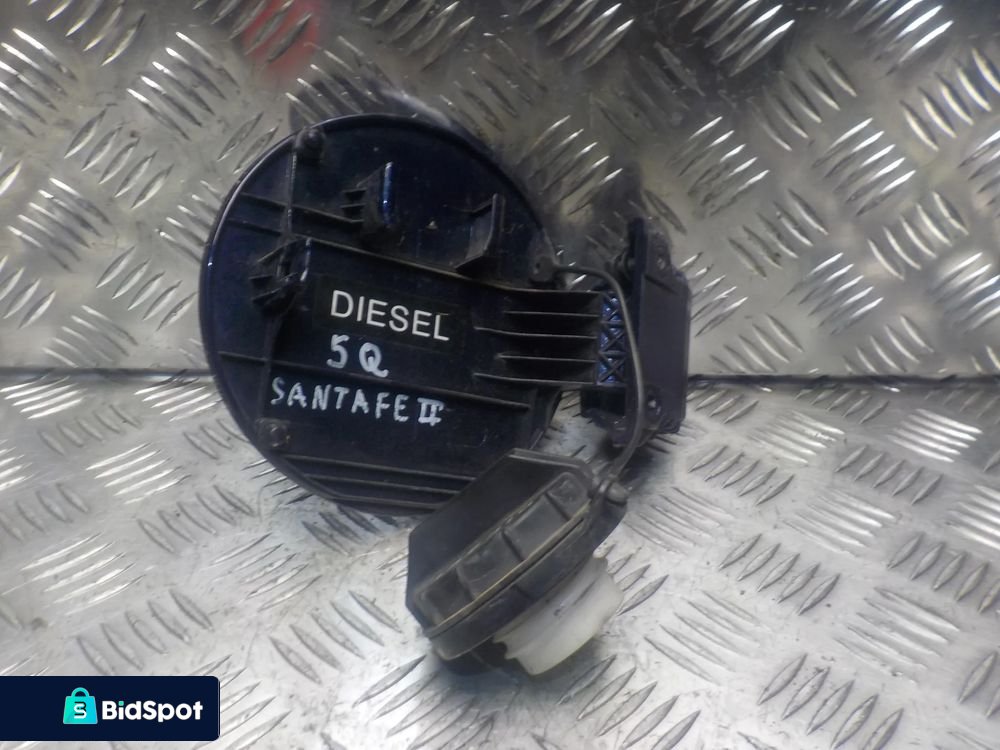 DIESEL
5Q
SANTAFE II
BidSpot